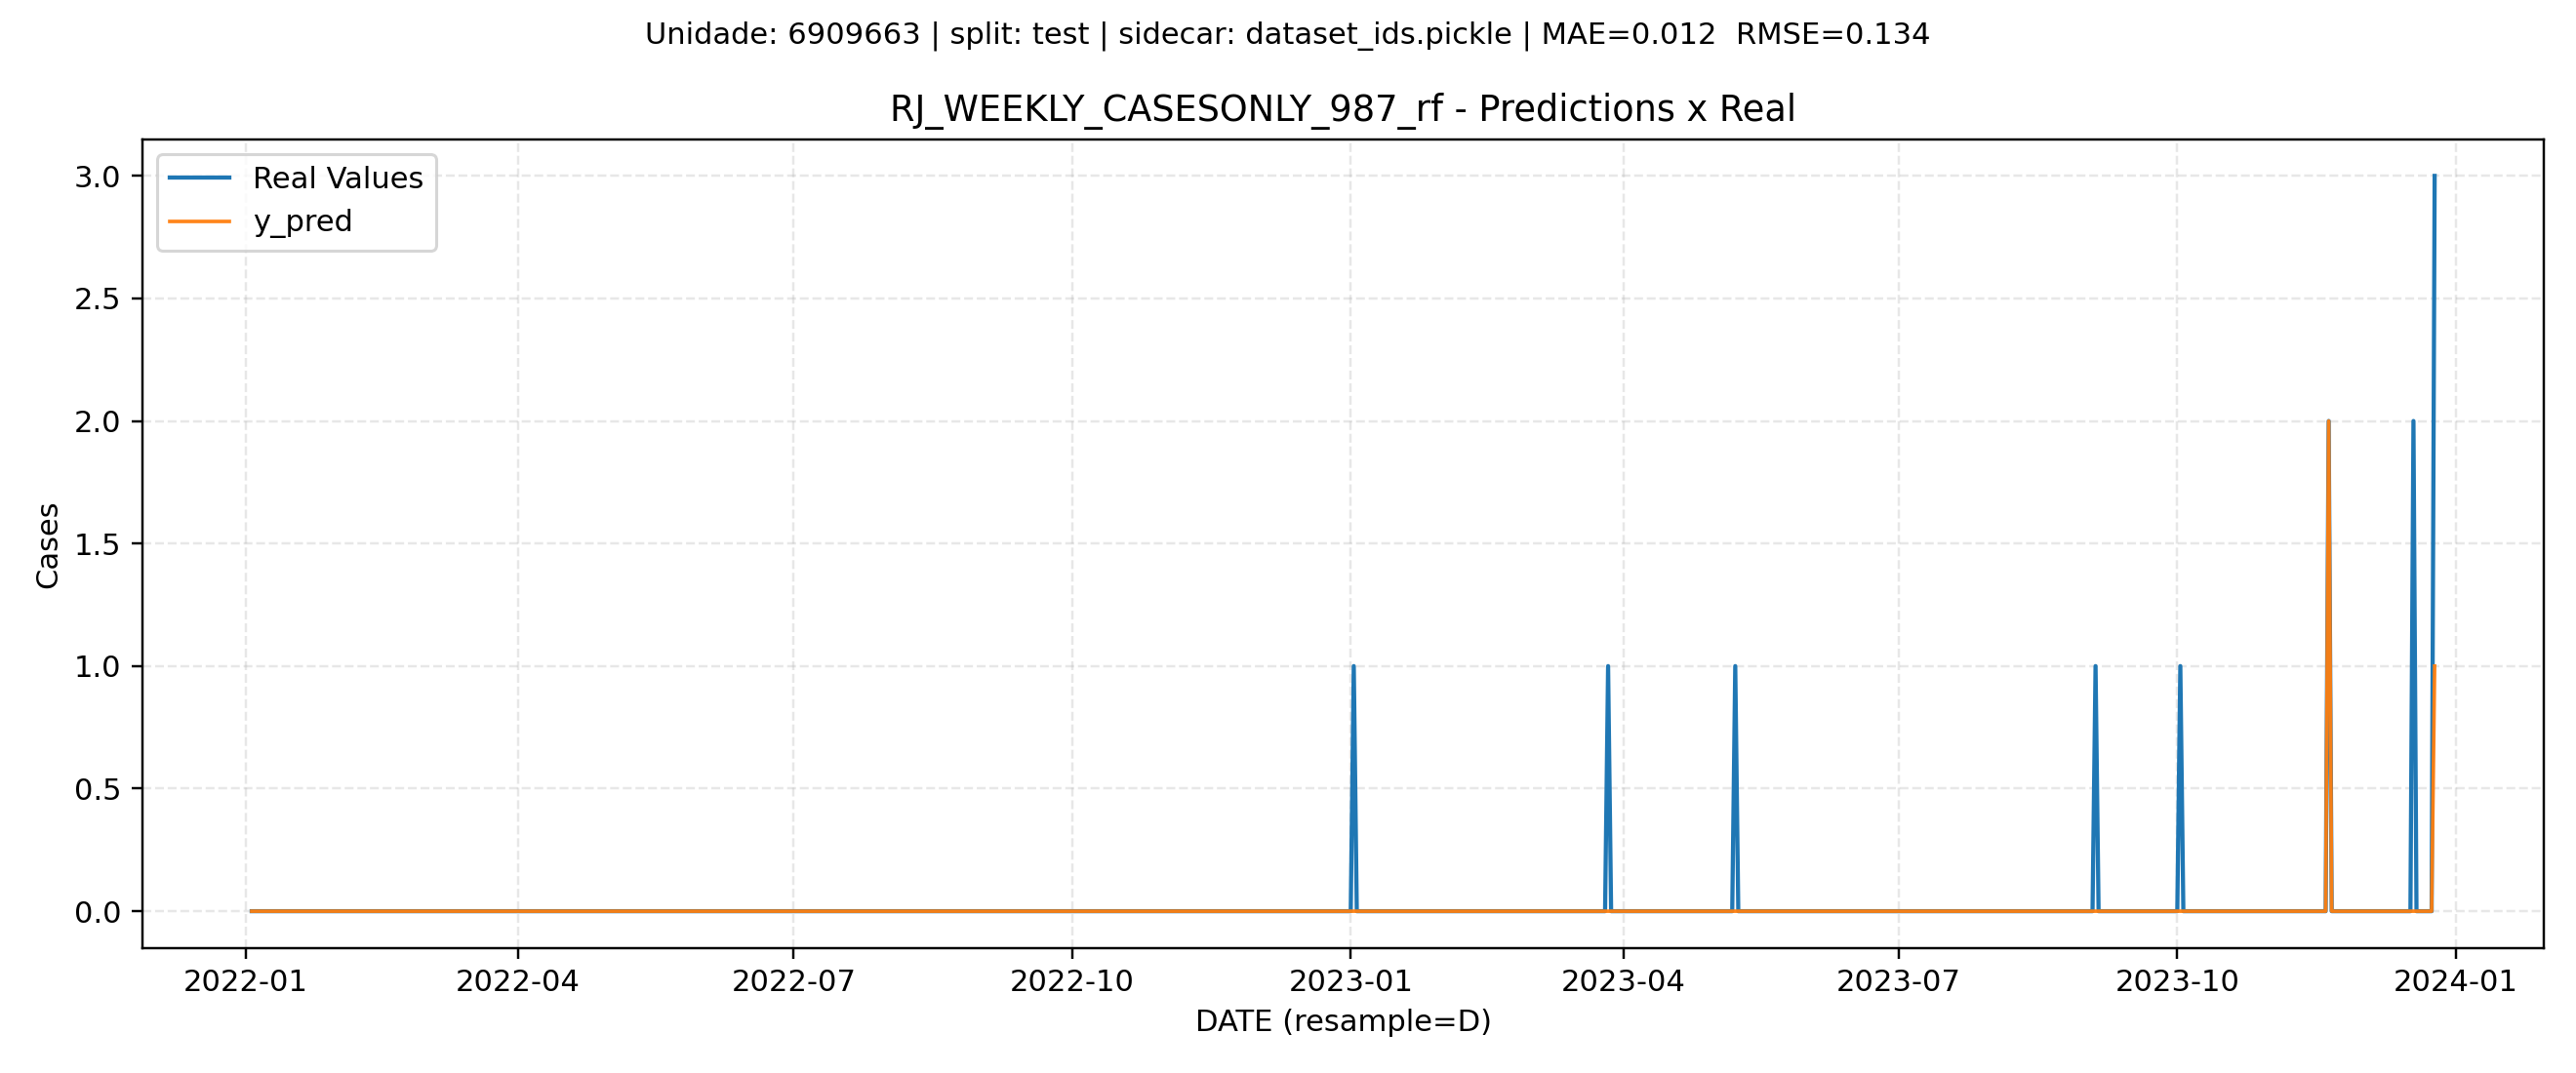 Unidade: 6909663 | split: test | sidecar: dataset_ids.pickle | MAE=0.012  RMSE=0.134
RJ_WEEKLY_CASESONLY_987_rf - Predictions x Real
Real Values
y_pred
3.0
2.5
2.0
1.5
1.0
0.5
0.0
Cases
2022-01
2022-04
2022-07
2022-10
2023-01
2023-04
2023-07
2023-10
2024-01
DATE (resample=D)